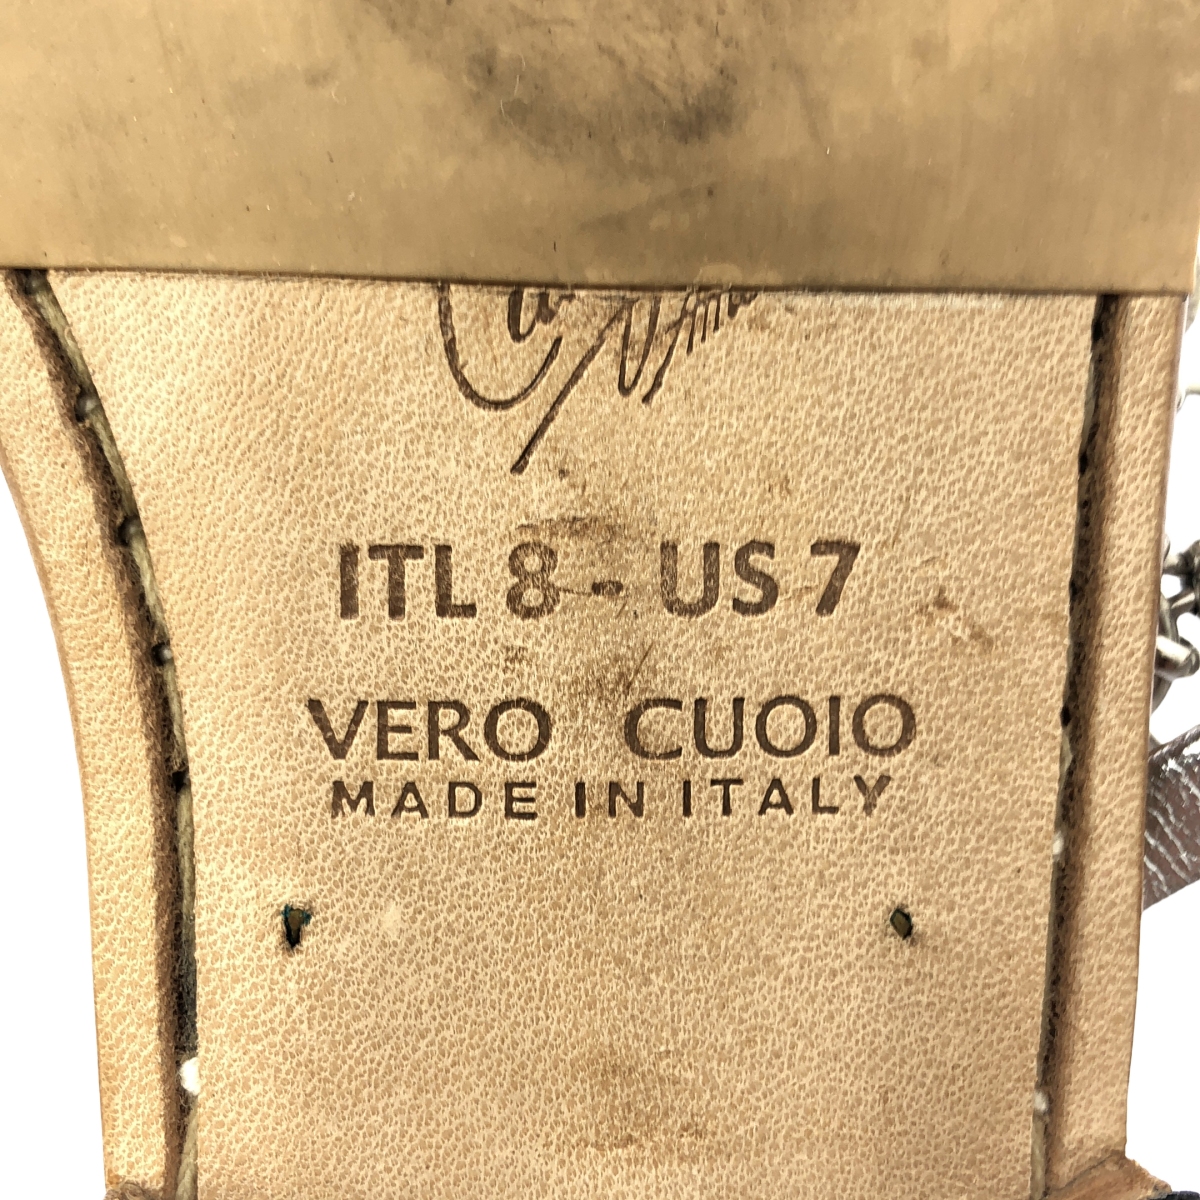 ITL 8 - US 7
VERO CUOIO
MADE IN ITALY